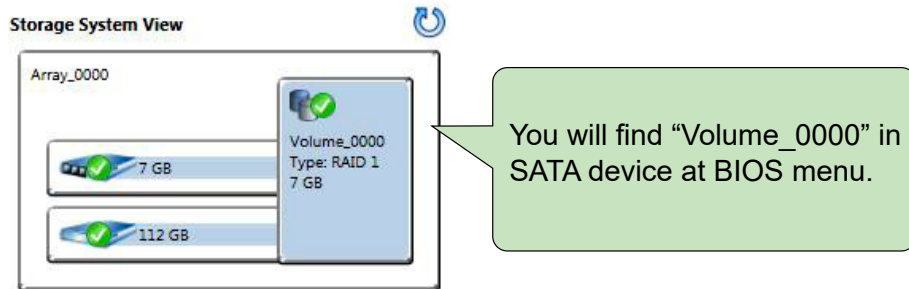 Storage System View
Array_0000
Volume_0000
Type: RAID 1
7 GB
7 GB
112 GB
You will find “Volume_0000” in
SATA device at BIOS menu.